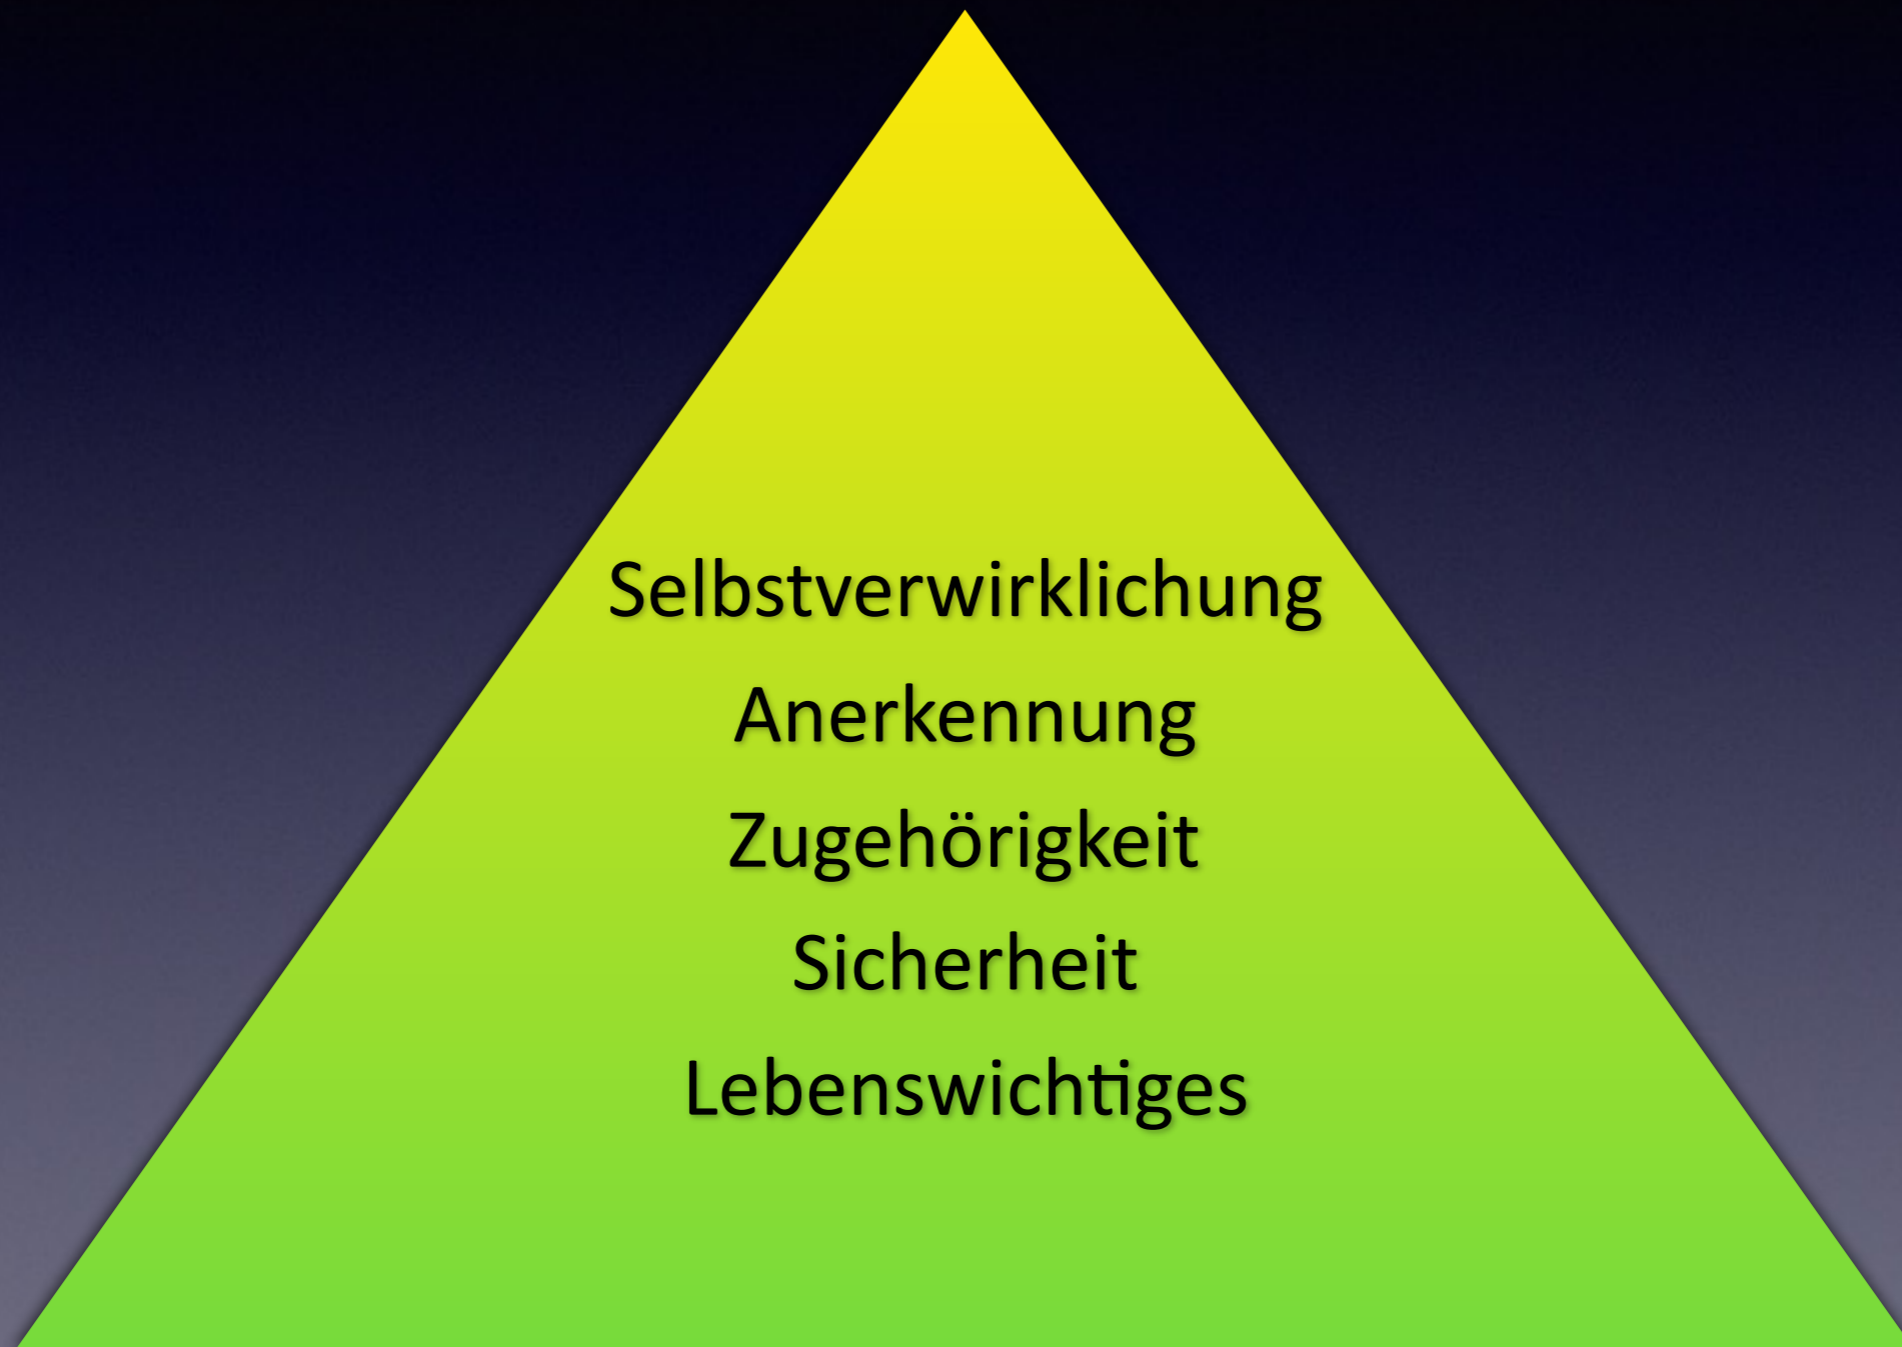 Selbstverwirklichung
Anerkennung
Zugehörigkeit
Sicherheit
Lebenswichtiges